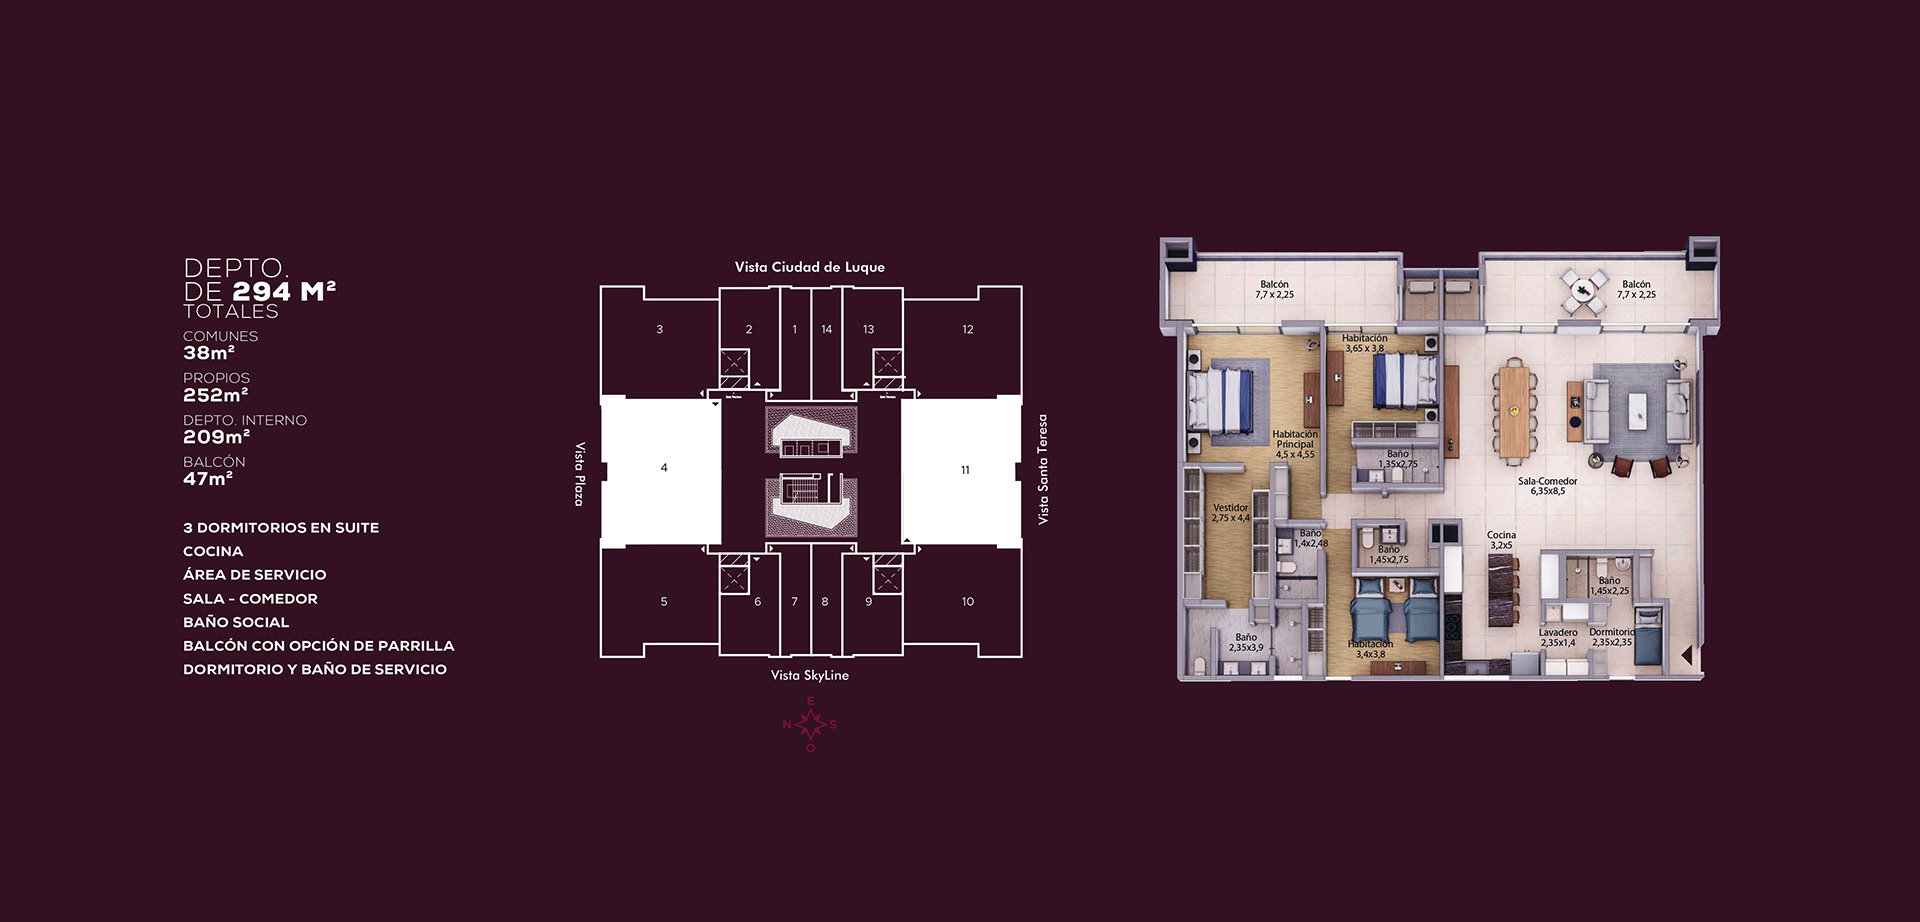 DEPTO.
DE 294 M²
TOTALES
COMUNES
38m²
PROPIOS
252m²
DEPTO. INTERNO
209m²
BALCÓN
47m²
3 DORMITORIOS EN SUITE
COCINA
ÁREA DE SERVICIO
SALA - COMEDOR
BAÑO SOCIAL
BALCÓN CON OPCIÓN DE PARRILLA
DORMITORIO Y BAÑO DE SERVICIO
Vista Ciudad de Luque
3
2
1
14
13
12
Vista Plaza
4
11
Vista Santa Teresa
5
6
7
8
9
10
Vista SkyLine
E
N
S
O
Balcón
7,7 x 2,25
Balcón
7,7 x 2,25
Habitación
3,65 x 3,8
Habitación
Principal
4,5 x 4,55
Baño
1,35x2,75
Sala-Comedor
6,35x8,5
Vestidor
2,75 x 4,4
Baño
1,4x2,48
Baño
1,45x2,75
Cocina
3,2x5
Baño
1,45x2,25
Baño
2,35x3,9
Habitación
3,4x3,8
Lavadero
2,35x1,4
Dormitorio
2,35x2,35